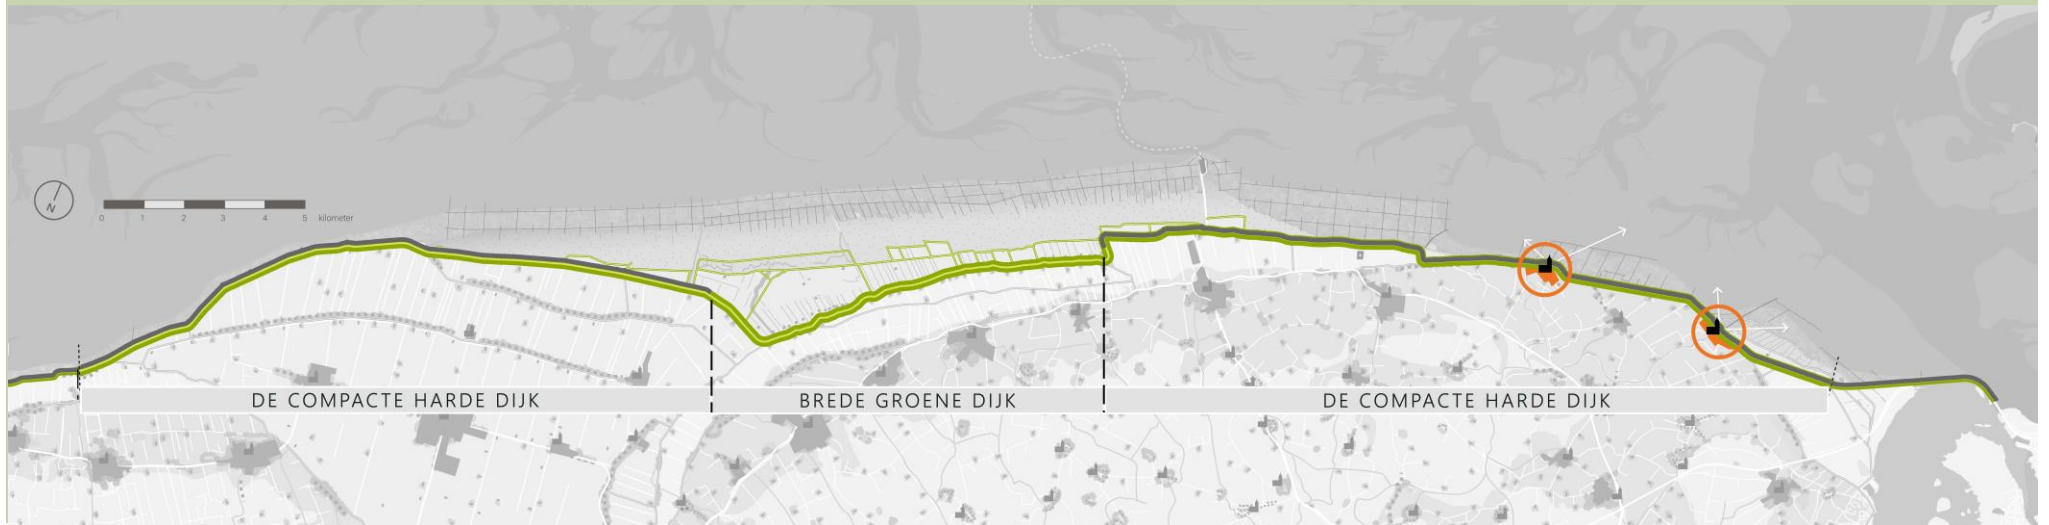 N
0 1 2 3 4 5 kilometer
DE COMPACTE HARDE DIJK
BREDE GROENE DIJK
DE COMPACTE HARDE DIJK